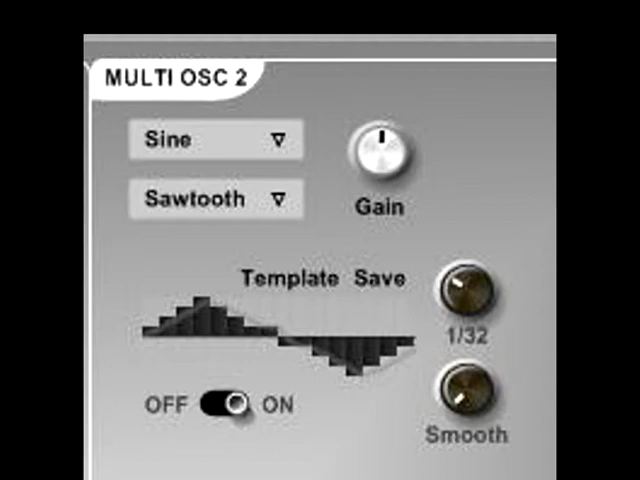 MULTI OSC 2
Sine
Sawtooth
Gain
Template Save
1/32
OFF ON
Smooth